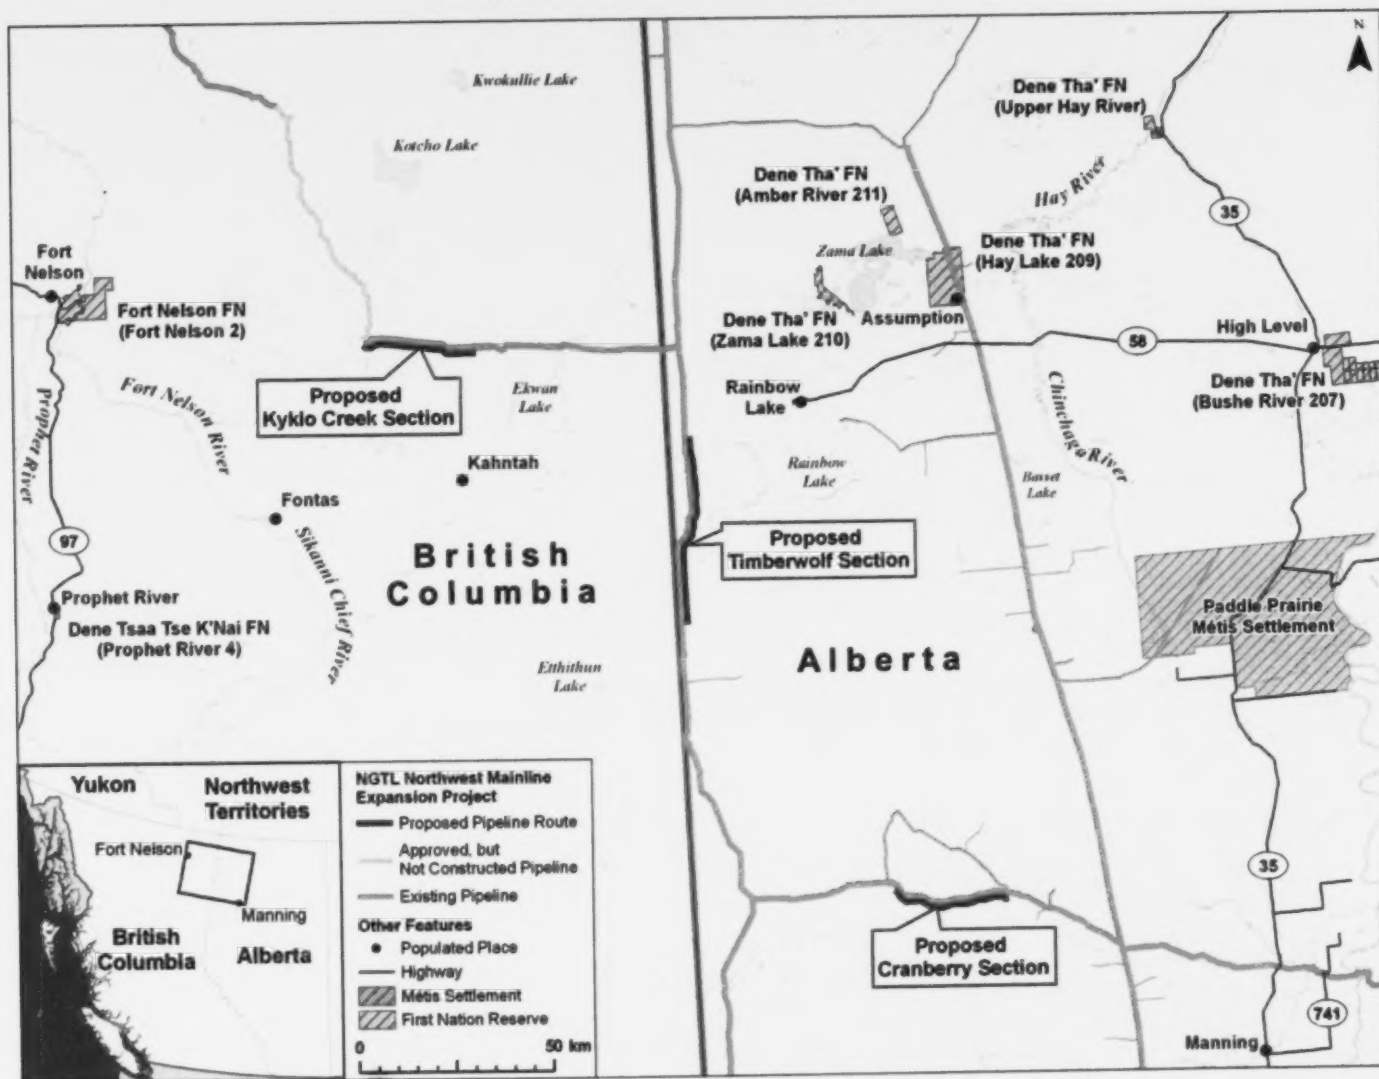 N
Kwokullie Lake
Kotcho Lake
Dene Tha' FN
(Upper Hay River)
Dene Tha' FN
(Amber River 211)
Hay River
35
Zama Lake
Dene Tha' FN
(Hay Lake 209)
Fort
Nelson
Fort Nelson FN
(Fort Nelson 2)
Dene Tha' FN
(Zama Lake 210)
Assumption
58
High Level
Proposed
Kyklo Creek Section
Ekwan
Lake
Rainbow
Lake
Dene Tha' FN
(Bushe River 207)
Prophet River
Fort Nelson River
Chinchaga River
Kahntah
Rainbow
Lake
Basset
Lake
Fontas
97
Sikanni Chief River
British
Columbia
Proposed
Timberwolf Section
Prophet River
Dene Tsaa Tse K'Nai FN
(Prophet River 4)
Paddle Prairie
Métis Settlement
Etthithun
Lake
Alberta
Yukon
Northwest
Territories
Fort Nelson
Manning
British
Columbia
Alberta
NGTL Northwest Mainline
Expansion Project
Proposed Pipeline Route
Approved, but
Not Constructed Pipeline
Existing Pipeline
Other Features
Populated Place
Highway
Métis Settlement
First Nation Reserve
0 50 km
35
Proposed
Cranberry Section
741
Manning